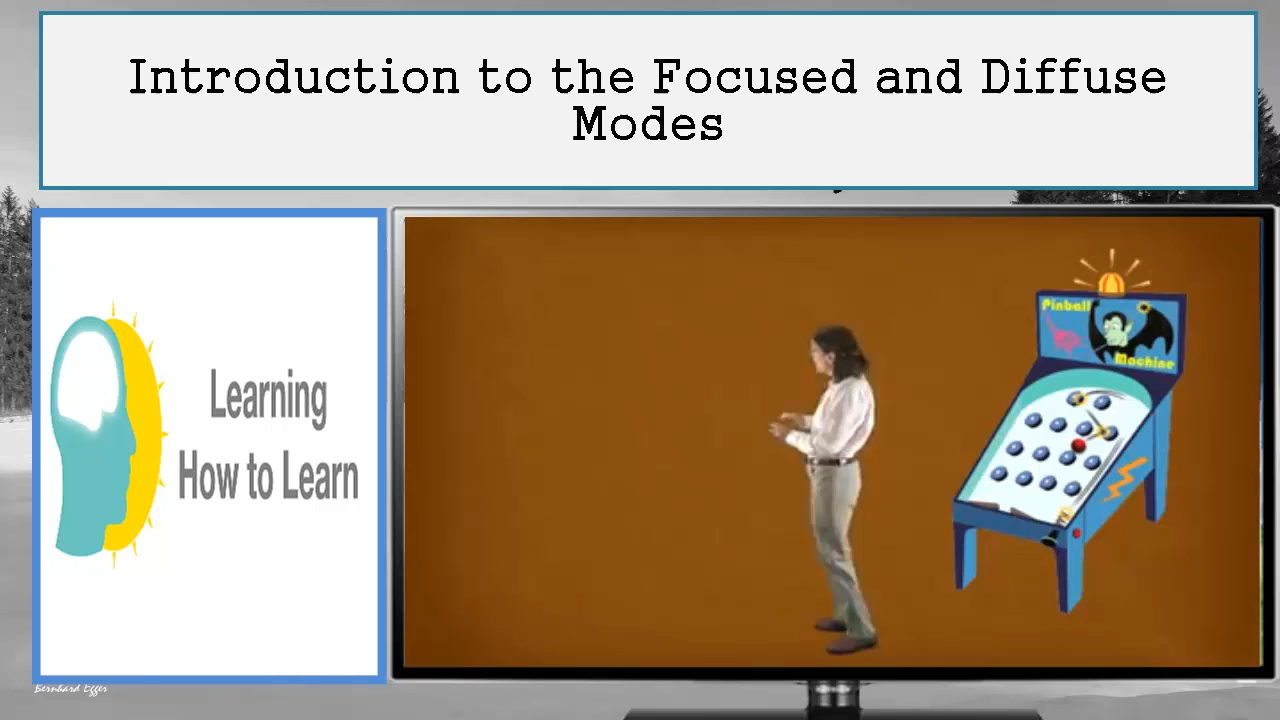 Introduction to the Focused and Diffuse
Modes
Learning
How to Learn
Pinball
Machine
Bernhard Egger